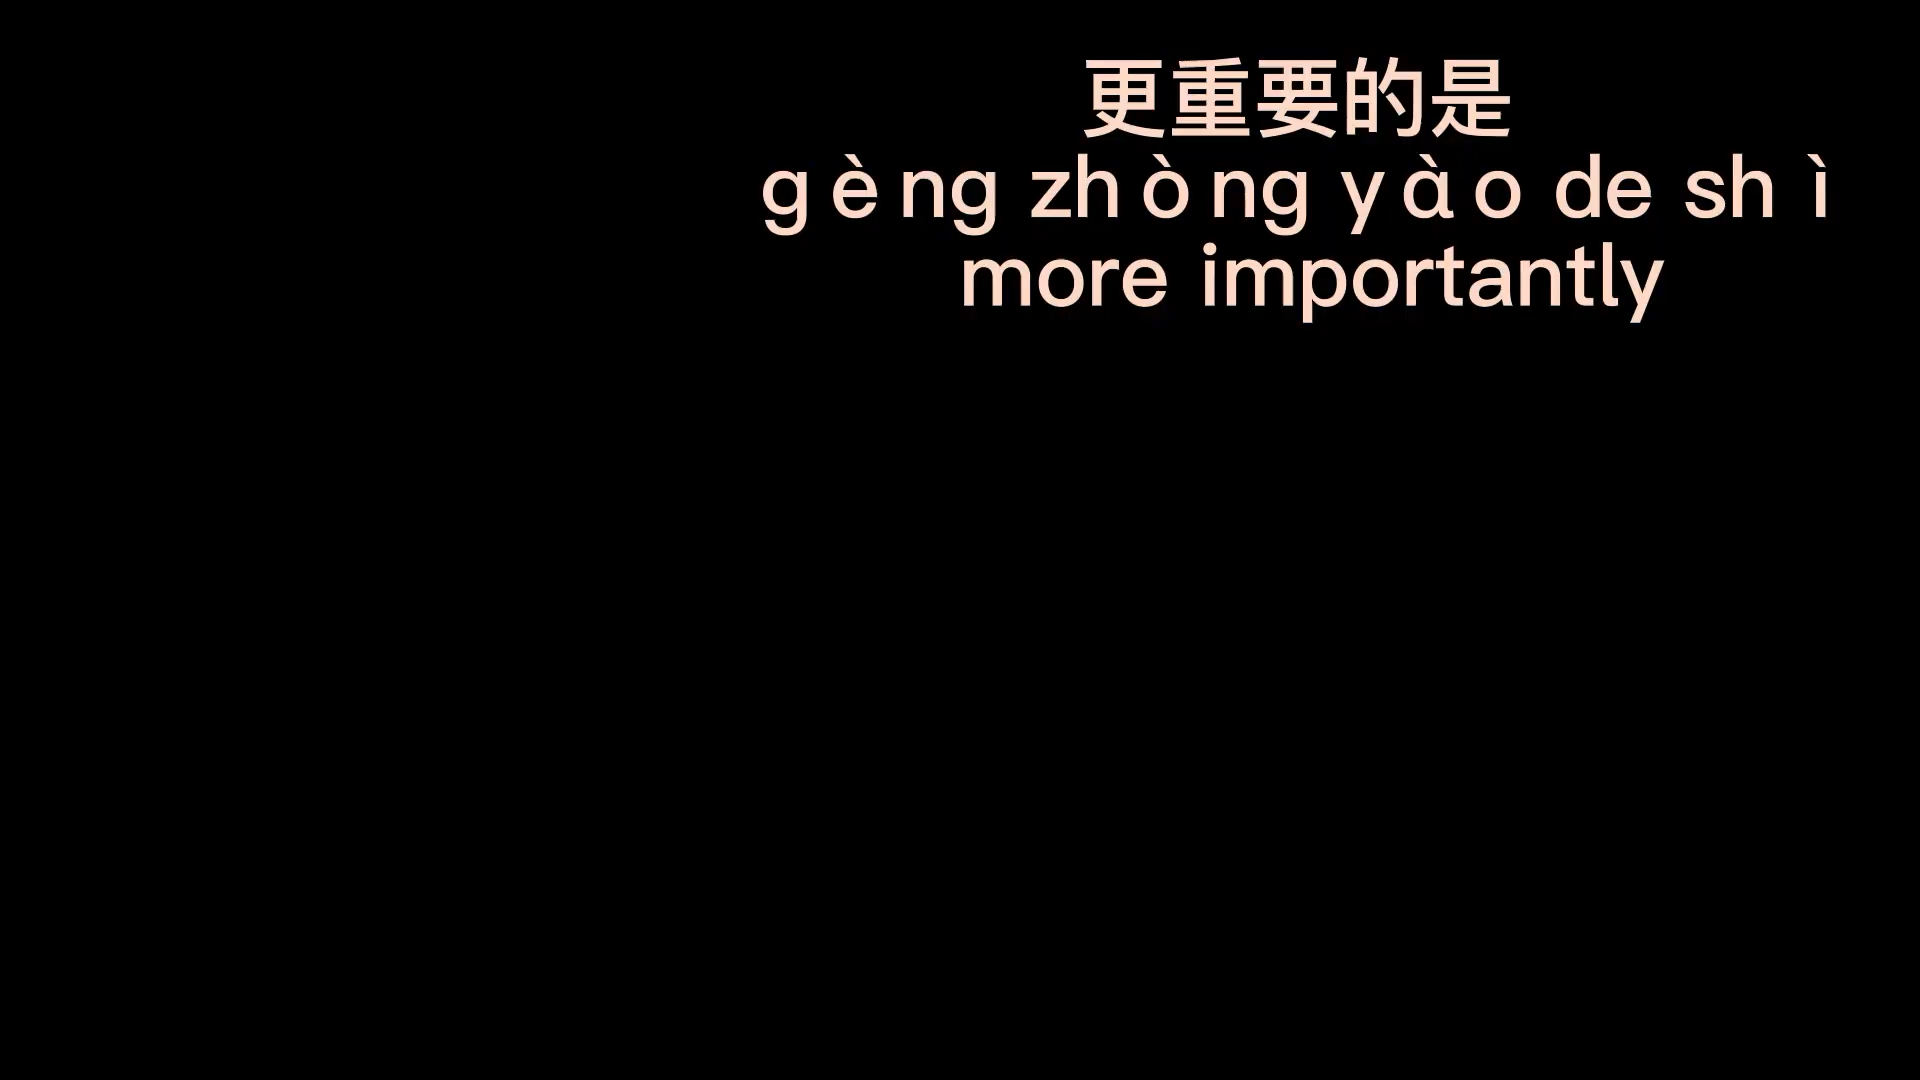 更重要的是
gèng zhòng yào de shì
more importantly